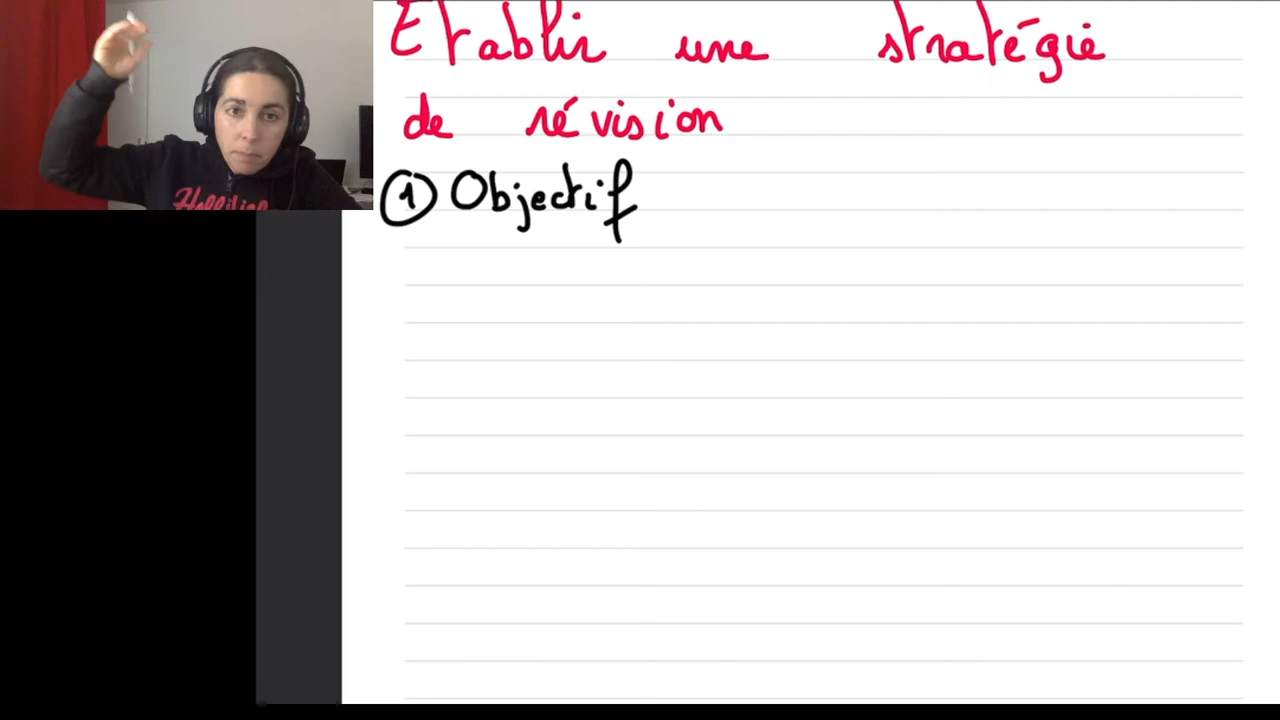 Etablir une stratégie
de révision
① Objectif